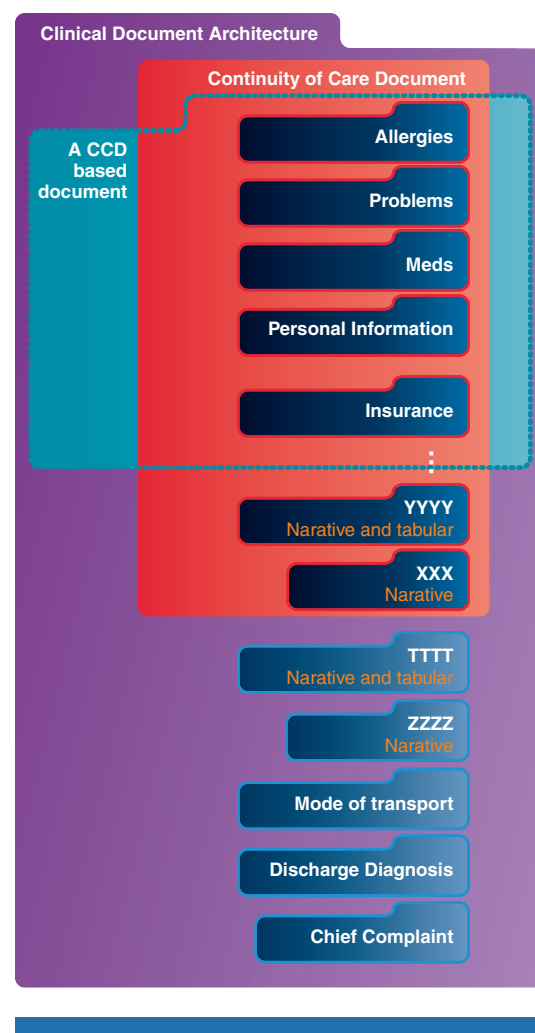 Clinical Document Architecture
Continuity of Care Document
A CCD
based
document
Allergies
Problems
Meds
Personal Information
Insurance
⋮
YYYY
Narative and tabular
XXX
Narative
TTTT
Narative and tabular
ZZZZ
Narative
Mode of transport
Discharge Diagnosis
Chief Complaint